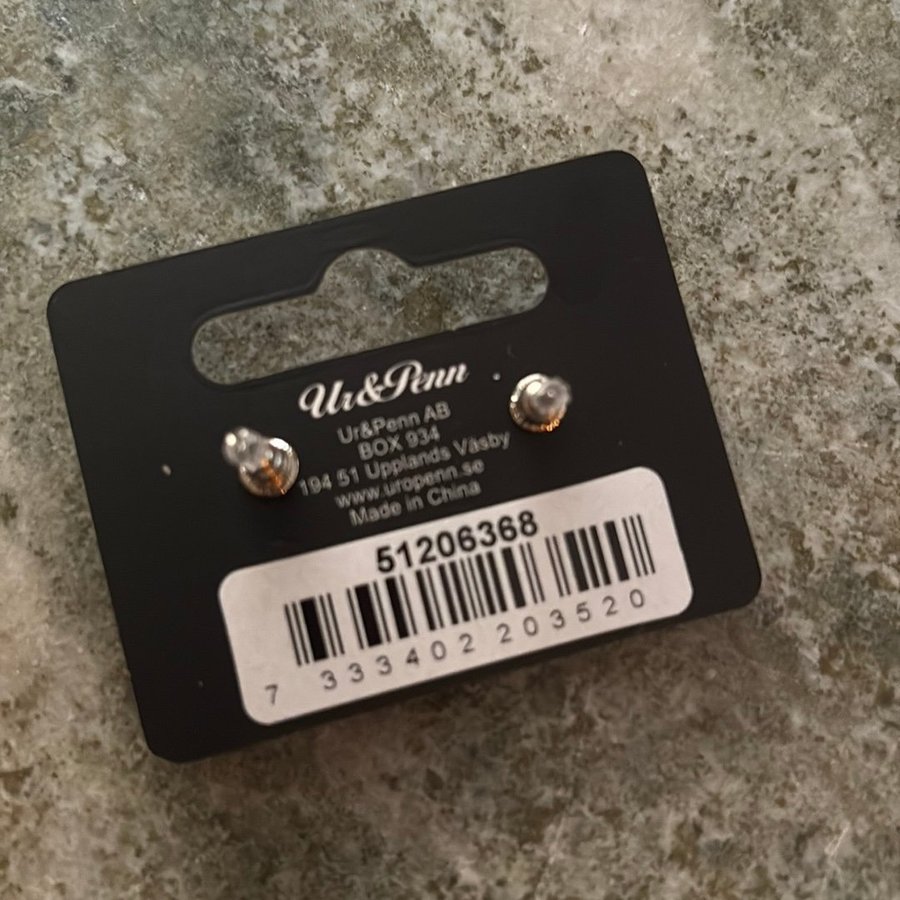 Ur&Penn
Ur&Penn AB
BOX 934
194 51 Upplands Väsby
www.uropenn.se
Made in China
51206368
7 333402 203520